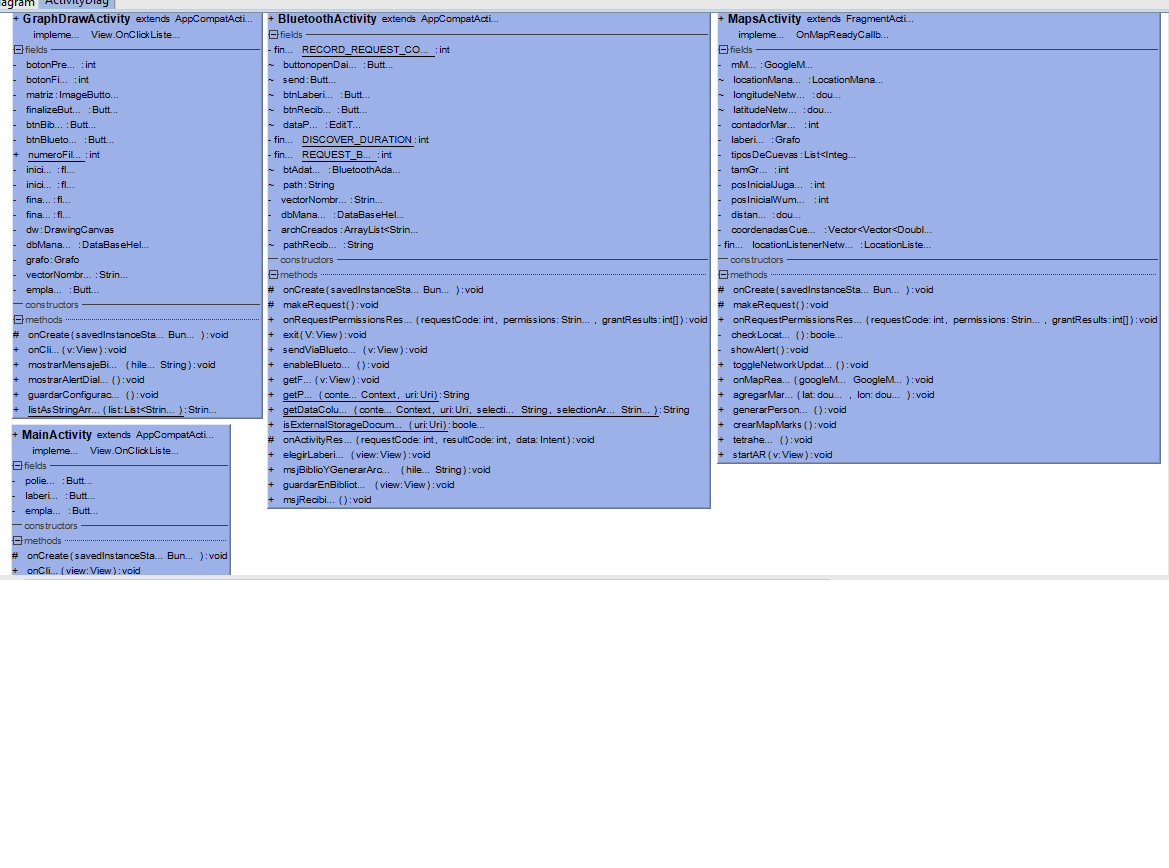 agram ActivityDiag
+ GraphDrawActivity extends AppCompatActi...
impleme... View.OnClickListe...
fields
- botonPre... : int
- botonFi... : int
- matriz : ImageButto...
- finalizeBut... : Butt...
- btnBib... : Butt...
- btnBlueto... : Butt...
+ numeroFil... : int
- inici... : fl...
- inici... : fl...
- fina... : fl...
- fina... : fl...
- dw : DrawingCanvas
- dbMana... : DataBaseHel...
- grafo : Grafo
- vectorNombr... : Strin...
- empla... : Butt...
constructors
methods
# onCreate ( savedInstanceSta... Bun... ) : void
+ onCli... ( v: View ) : void
+ mostrarMensajeBi... ( hile... String ) : void
+ mostrarAlertDial... ( ) : void
+ guardarConfigurac... ( ) : void
+ listAsStringArr... ( list: List<Strin... ) : Strin...
+ MainActivity extends AppCompatActi...
impleme... View.OnClickListe...
fields
- polie... : Butt...
- laberi... : Butt...
- empla... : Butt...
constructors
methods
# onCreate ( savedInstanceSta... Bun... ) : void
+ onCli... ( view: View ) : void
+ BluetoothActivity extends AppCompatActi...
fields
- fin... RECORD_REQUEST_CO... : int
~ buttonopenDai... : Butt...
~ send : Butt...
~ btnLaberi... : Butt...
~ btnRecib... : Butt...
~ dataP... : EditT...
- fin... DISCOVER_DURATION : int
- fin... REQUEST_B... : int
~ btAdat... : BluetoothAda...
~ path : String
- vectorNombr... : Strin...
- dbMana... : DataBaseHel...
- archCreados : ArrayList<Strin...
~ pathRecib... : String
constructors
methods
# onCreate ( savedInstanceSta... Bun... ) : void
# makeRequest ( ) : void
+ onRequestPermissionsRes... ( requestCode: int, permissions: Strin... , grantResults: int[] ) : void
+ exit ( V: View ) : void
+ sendViaBlueto... ( v: View ) : void
+ enableBlueto... ( ) : void
+ getF... ( v: View ) : void
+ getP... ( conte... Context, uri: Uri ) : String
+ getDataColu... ( conte... Context, uri: Uri, selecti... String, selectionAr... Strin... ) : String
+ isExternalStorageDocum... ( uri: Uri ) : boole...
# onActivityRes... ( requestCode: int, resultCode: int, data: Intent ) : void
+ elegirLaberi... ( view: View ) : void
+ msjBiblioYGenerarArc... ( hile... String ) : void
+ guardarEnBibliot... ( view: View ) : void
+ msjRecibi... ( ) : void
+ MapsActivity extends FragmentActi...
impleme... OnMapReadyCallb...
fields
- mM... : GoogleM...
~ locationMana... : LocationMana...
~ longitudeNetw... : dou...
~ latitudeNetw... : dou...
- contadorMar... : int
- laberi... : Grafo
- tiposDeCuevas : List<Integ...
- tamGr... : int
- posInicialJuga... : int
- posInicialWum... : int
- distan... : dou...
- coordenadasCue... : Vector<Vector<Doubl...
- fin... locationListenerNetw... : LocationListe...
constructors
methods
# onCreate ( savedInstanceSta... Bun... ) : void
# makeRequest ( ) : void
+ onRequestPermissionsRes... ( requestCode: int, permissions: Strin... , grantResults: int[] ) : void
- checkLocat... ( ) : boole...
- showAlert ( ) : void
+ toggleNetworkUpdat... ( ) : void
+ onMapRea... ( googleM... GoogleM... ) : void
+ agregarMar... ( lat: dou... , lon: dou... ) : void
+ generarPerson... ( ) : void
+ crearMapMarks ( ) : void
+ tetrahe... ( ) : void
+ startAR ( v: View ) : void